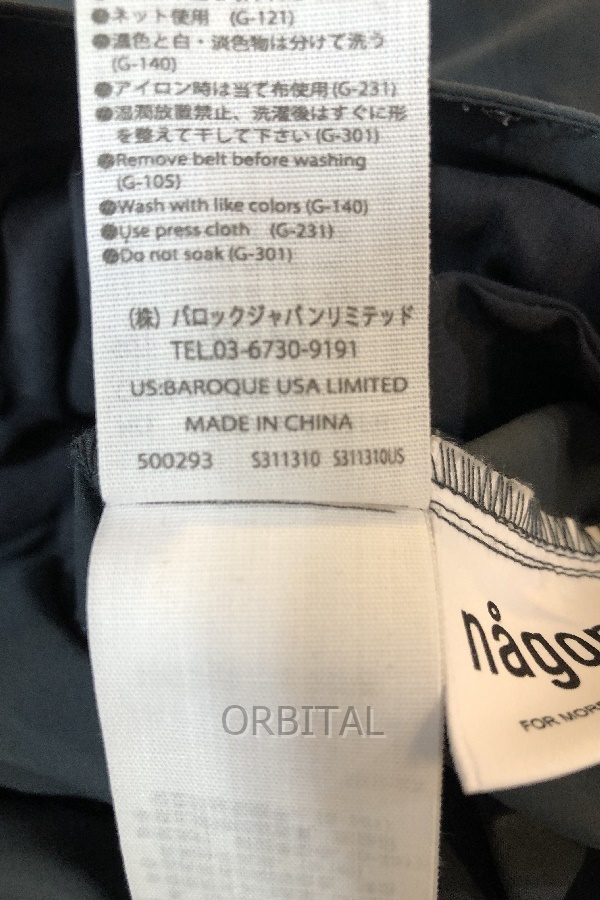 ●ネット使用 (G-121)
●濃色と白・淡色物は分けて洗う
(G-140)
●アイロン時は当て布使用(G-231)
●湿潤放置禁止、洗濯後はすぐに形
を整えて干して下さい(G-301)
●Remove belt before washing
(G-105)
●Wash with like colors (G-140)
●Use press cloth (G-231)
●Do not soak (G-301)
(株) バロックジャパンリミテッド
TEL.03-6730-9191
US:BAROQUE USA LIMITED
MADE IN CHINA
500293 S311310 S311310US
någo
FOR MOR
ORBITAL